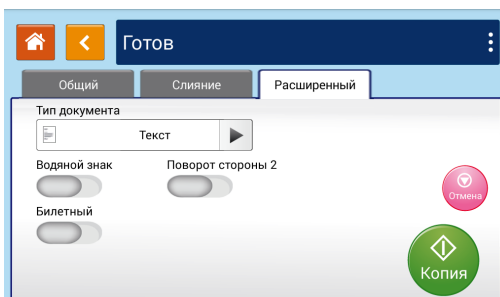 Готов
Общий
Слияние
Расширенный
Тип документа
Текст
Водяной знак
Поворот стороны 2
Билетный
Отмена
Копия